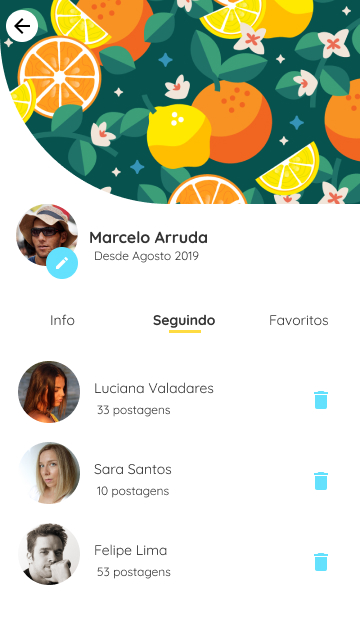 Marcelo Arruda
Desde Agosto 2019
Info
Seguindo
Favoritos
Luciana Valadares
33 postagens
Sara Santos
10 postagens
Felipe Lima
53 postagens